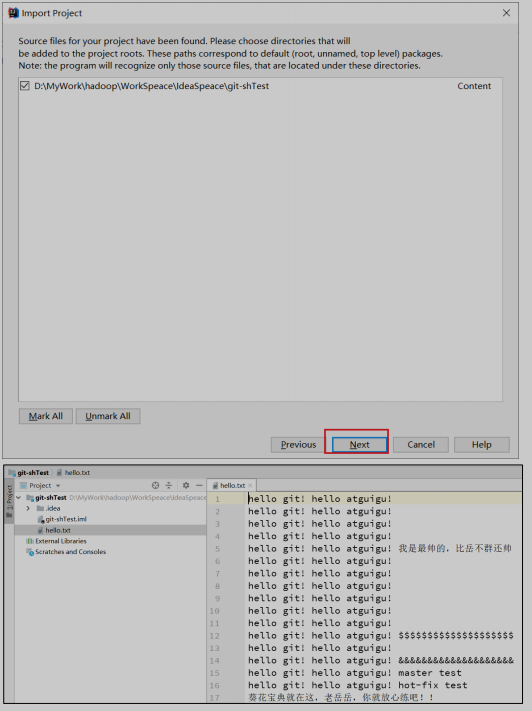 Import Project
Source files for your project have been found. Please choose directories that will
be added to the project roots. These paths correspond to default (root, unnamed, top level) packages.
Note: the program will recognize only those source files, that are located under these directories.
D:\MyWork\hadoop\WorkSpeace\IdeaSpeace\git-shTest Content
Mark All Unmark All
Previous Next Cancel Help
git-shTest hello.txt
1: Project
Project
git-shTest D:\MyWork\hadoop\WorkSpeace\IdeaSpeace
.idea
git-shTest.iml
hello.txt
External Libraries
Scratches and Consoles
hello.txt
1 hello git! hello atguigu!
2 hello git! hello atguigu!
3 hello git! hello atguigu!
4 hello git! hello atguigu!
5 hello git! hello atguigu! 我是最帅的，比岳不群还帅
6 hello git! hello atguigu!
7 hello git! hello atguigu!
8 hello git! hello atguigu!
9 hello git! hello atguigu!
10 hello git! hello atguigu!
11 hello git! hello atguigu!
12 hello git! hello atguigu! $$$$$$$$$$$$$$$$$$$$
13 hello git! hello atguigu!
14 hello git! hello atguigu! &&&&&&&&&&&&&&&&&&&&
15 hello git! hello atguigu! master test
16 hello git! hello atguigu! hot-fix test
17 葵花宝典就在这，老岳岳，你就放心练吧！！